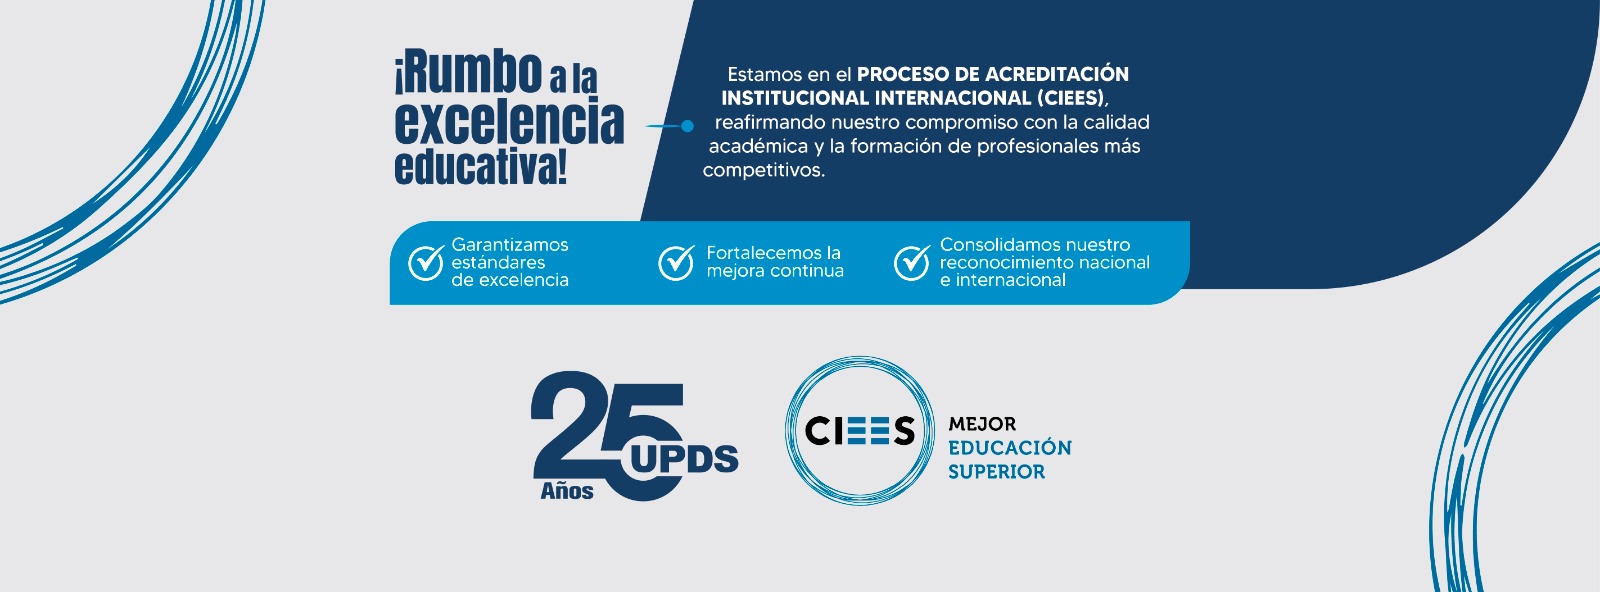 ¡Rumbo a la
excelencia
educativa!
Estamos en el PROCESO DE ACREDITACIÓN
INSTITUCIONAL INTERNACIONAL (CIEES),
reafirmando nuestro compromiso con la calidad
académica y la formación de profesionales más
competitivos.
Garantizamos
estándares
de excelencia
Fortalecemos la
mejora continua
Consolidamos nuestro
reconocimiento nacional
e internacional
25
UPDS
Años
CIEES
MEJOR
EDUCACIÓN
SUPERIOR